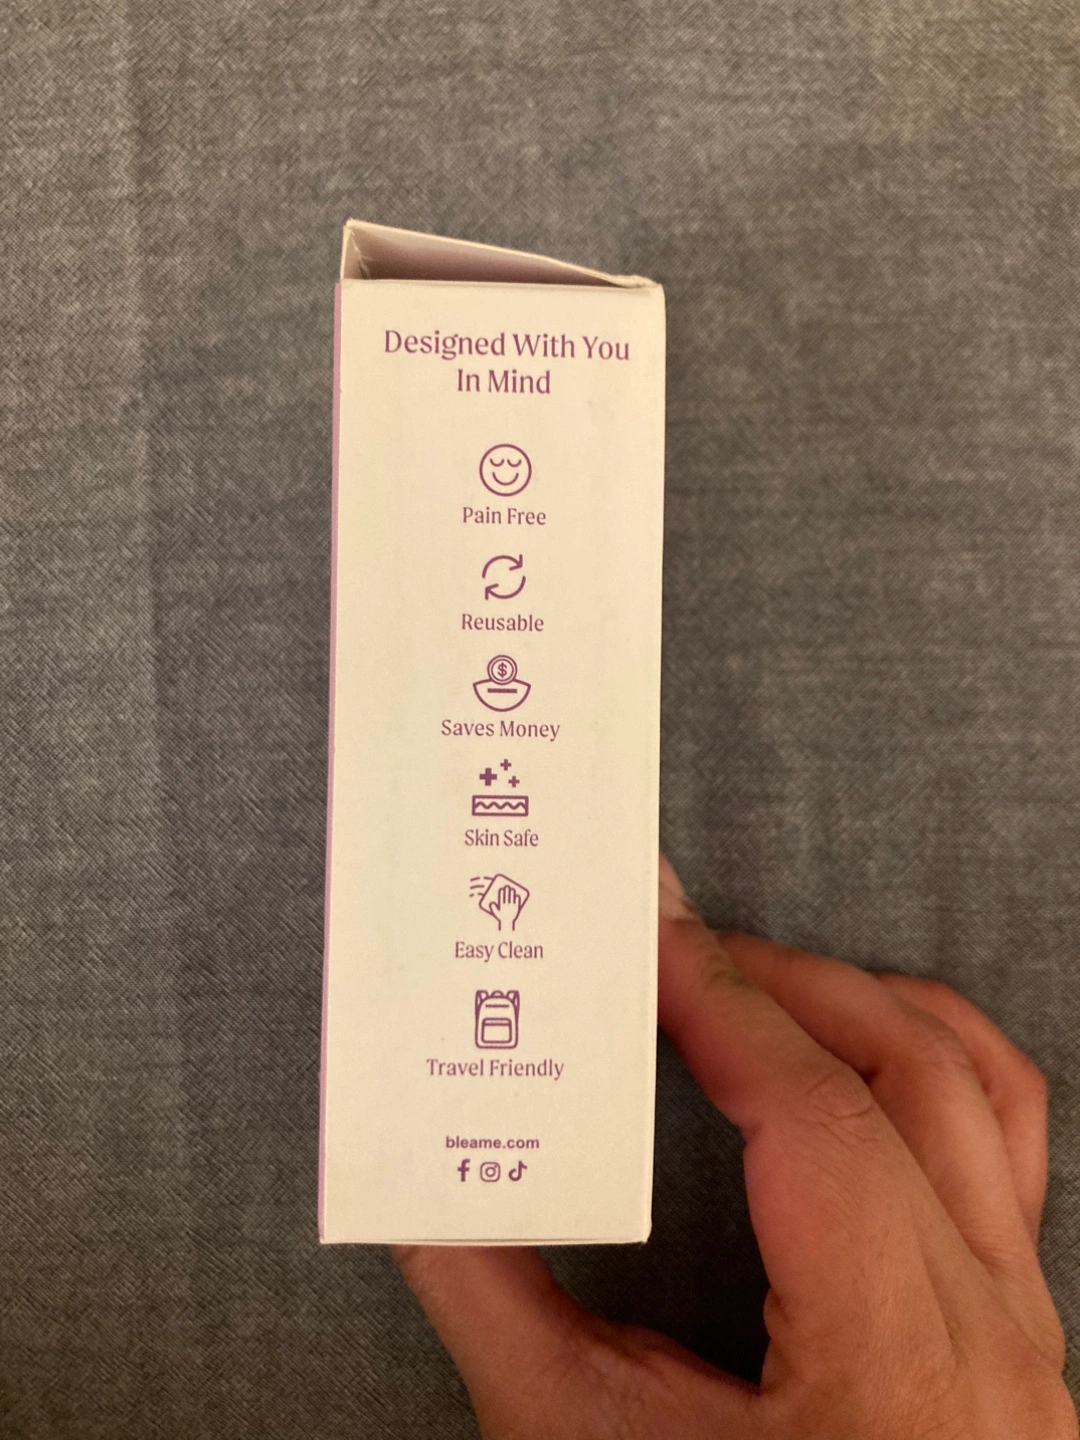 Designed With You
In Mind
Pain Free
Reusable
$
Saves Money
Skin Safe
Easy Clean
Travel Friendly
bleame.com